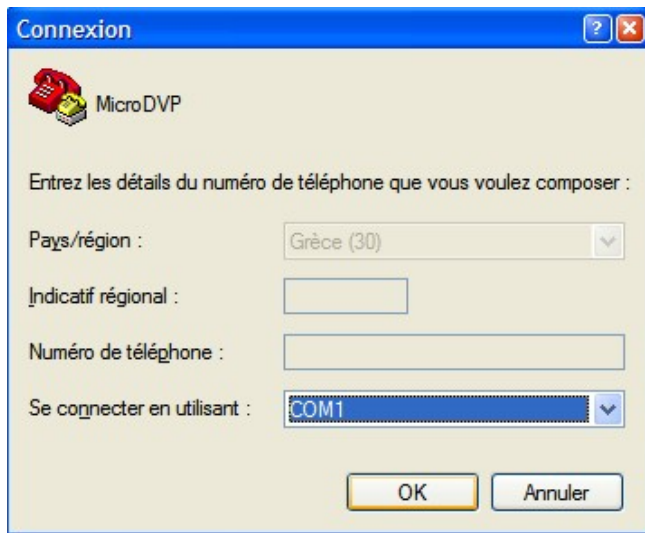 Connexion
MicroDVP
Entrez les détails du numéro de téléphone que vous voulez composer :
Pays/région :
Grèce (30)
Indicatif régional :
Numéro de téléphone :
Se connecter en utilisant :
COM1
OK
Annuler